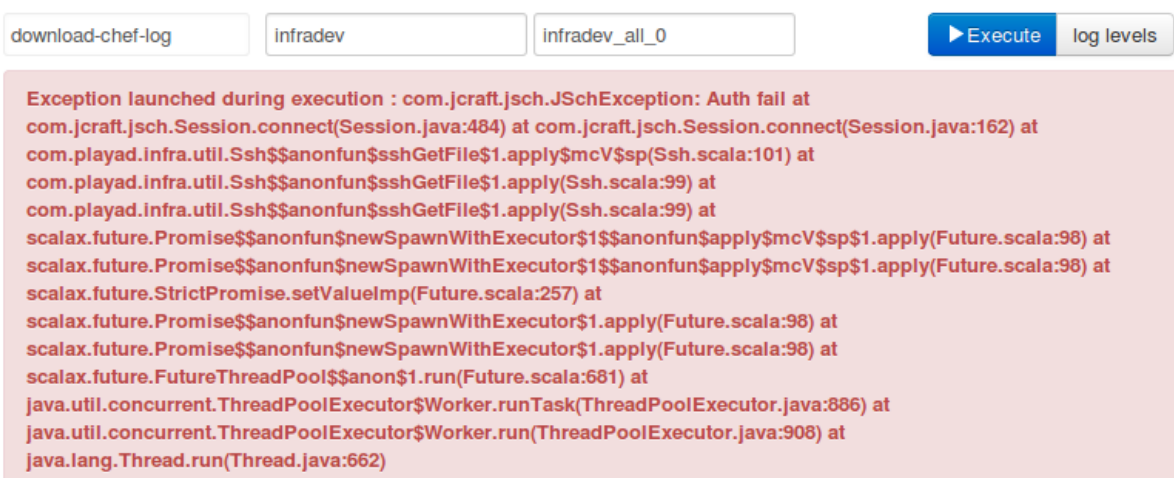 download-chef-log infradev infradev_all_0 Execute log levels
Exception launched during execution : com.jcraft.jsch.JSchException: Auth fail at
com.jcraft.jsch.Session.connect(Session.java:484) at com.jcraft.jsch.Session.connect(Session.java:162) at
com.playad.infra.util.Ssh$$anonfun$sshGetFile$1.apply$mcV$sp(Ssh.scala:101) at
com.playad.infra.util.Ssh$$anonfun$sshGetFile$1.apply(Ssh.scala:99) at
com.playad.infra.util.Ssh$$anonfun$sshGetFile$1.apply(Ssh.scala:99) at
scalax.future.Promise$$anonfun$newSpawnWithExecutor$1$$anonfun$apply$mcV$sp$1.apply(Future.scala:98) at
scalax.future.Promise$$anonfun$newSpawnWithExecutor$1$$anonfun$apply$mcV$sp$1.apply(Future.scala:98) at
scalax.future.StrictPromise.setValueImp(Future.scala:257) at
scalax.future.Promise$$anonfun$newSpawnWithExecutor$1.apply(Future.scala:98) at
scalax.future.Promise$$anonfun$newSpawnWithExecutor$1.apply(Future.scala:98) at
scalax.future.FutureThreadPool$$anon$1.run(Future.scala:681) at
java.util.concurrent.ThreadPoolExecutor$Worker.runTask(ThreadPoolExecutor.java:886) at
java.util.concurrent.ThreadPoolExecutor$Worker.run(ThreadPoolExecutor.java:908) at
java.lang.Thread.run(Thread.java:662)